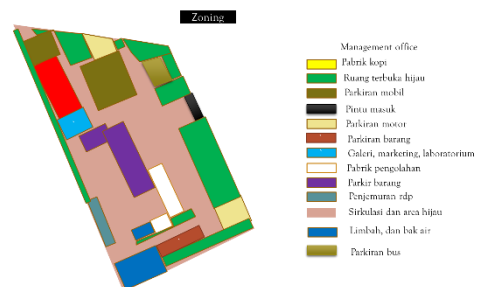 Zoning
Management office
Pabrik kopi
Ruang terbuka hijau
Parkiran mobil
Pintu masuk
Parkiran motor
Parkiran barang
Galeri, marketing, laboratorium
Pabrik pengolahan
Parkir barang
Penjemuran rdp
Sirkulasi dan area hijau
Limbah, dan bak air
Parkiran bus